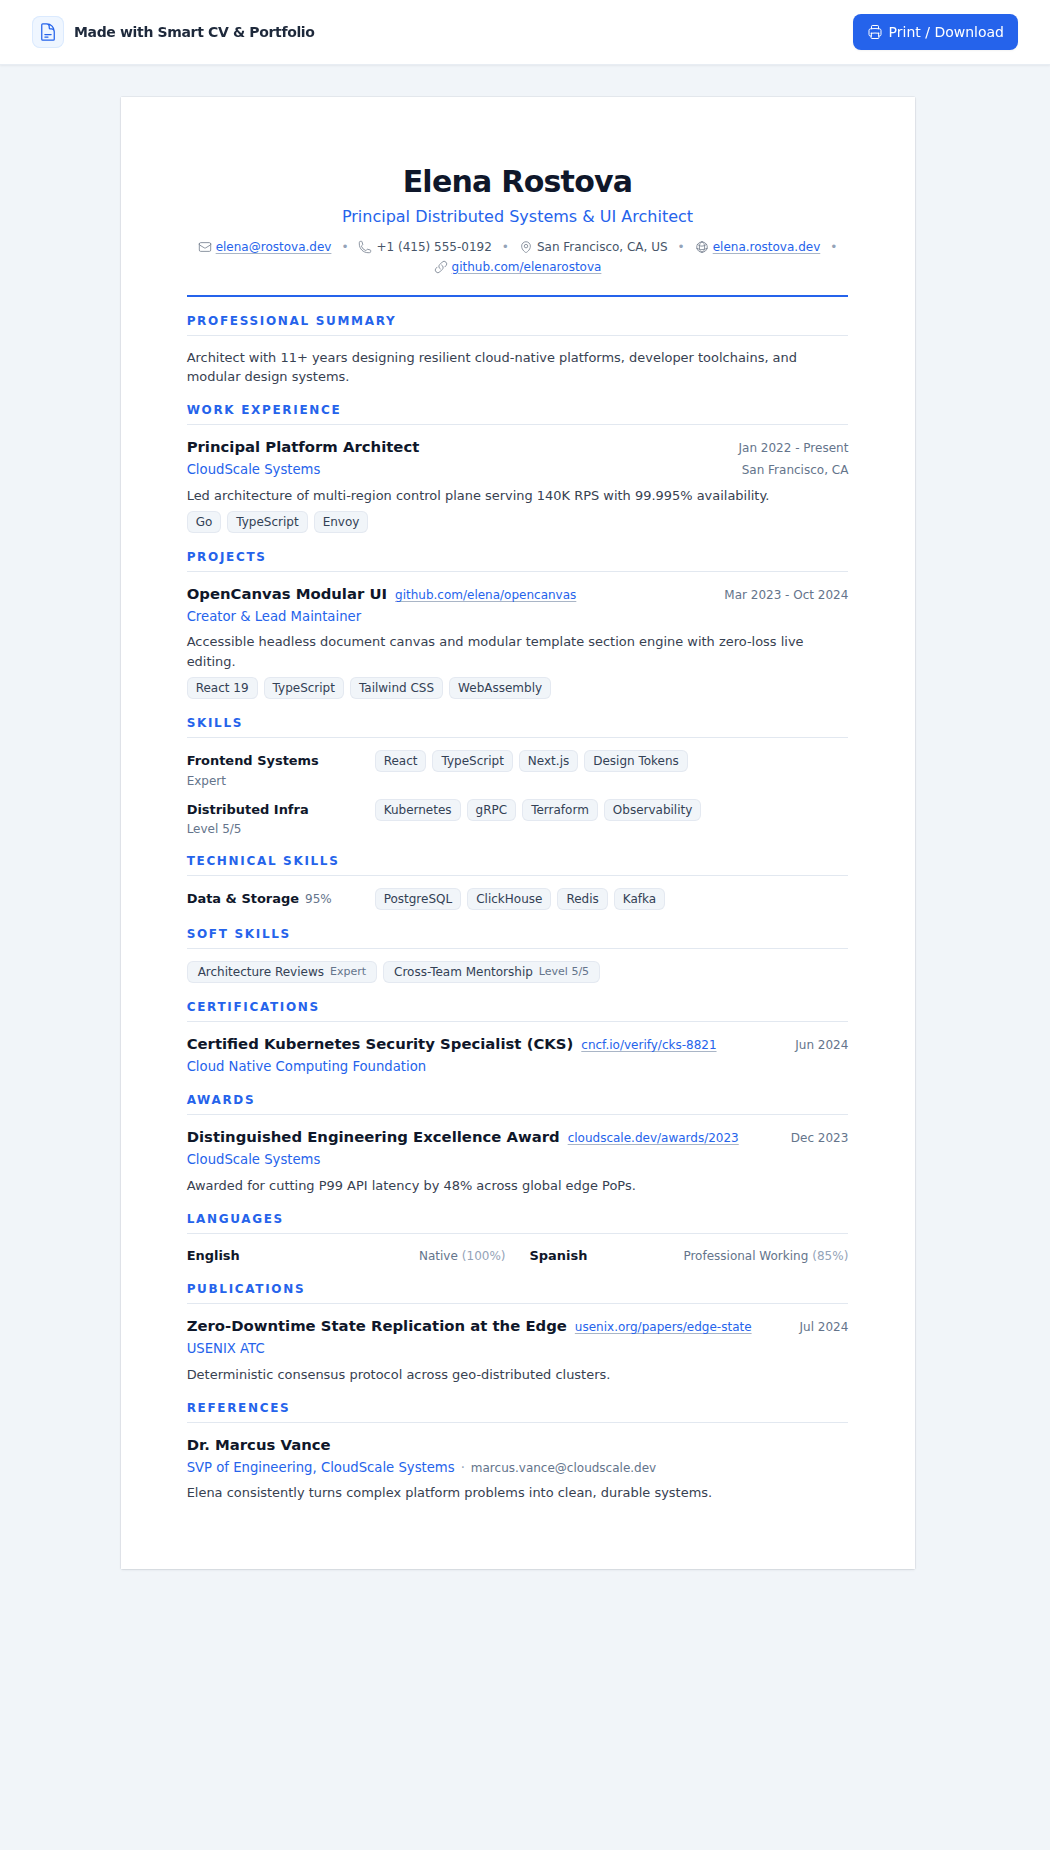 Made with Smart CV & Portfolio
Print / Download
Elena Rostova
Principal Distributed Systems & UI Architect
elena@rostova.dev • +1 (415) 555-0192 • San Francisco, CA, US • elena.rostova.dev •
github.com/elenarostova
PROFESSIONAL SUMMARY
Architect with 11+ years designing resilient cloud-native platforms, developer toolchains, and
modular design systems.
WORK EXPERIENCE
Principal Platform Architect Jan 2022 - Present
CloudScale Systems San Francisco, CA
Led architecture of multi-region control plane serving 140K RPS with 99.995% availability.
Go TypeScript Envoy
PROJECTS
OpenCanvas Modular UI github.com/elena/opencanvas Mar 2023 - Oct 2024
Creator & Lead Maintainer
Accessible headless document canvas and modular template section engine with zero-loss live
editing.
React 19 TypeScript Tailwind CSS WebAssembly
SKILLS
Frontend Systems React TypeScript Next.js Design Tokens
Expert
Distributed Infra Kubernetes gRPC Terraform Observability
Level 5/5
TECHNICAL SKILLS
Data & Storage 95% PostgreSQL ClickHouse Redis Kafka
SOFT SKILLS
Architecture Reviews Expert Cross-Team Mentorship Level 5/5
CERTIFICATIONS
Certified Kubernetes Security Specialist (CKS) cncf.io/verify/cks-8821 Jun 2024
Cloud Native Computing Foundation
AWARDS
Distinguished Engineering Excellence Award cloudscale.dev/awards/2023 Dec 2023
CloudScale Systems
Awarded for cutting P99 API latency by 48% across global edge PoPs.
LANGUAGES
English Native (100%) Spanish Professional Working (85%)
PUBLICATIONS
Zero-Downtime State Replication at the Edge usenix.org/papers/edge-state Jul 2024
USENIX ATC
Deterministic consensus protocol across geo-distributed clusters.
REFERENCES
Dr. Marcus Vance
SVP of Engineering, CloudScale Systems · marcus.vance@cloudscale.dev
Elena consistently turns complex platform problems into clean, durable systems.